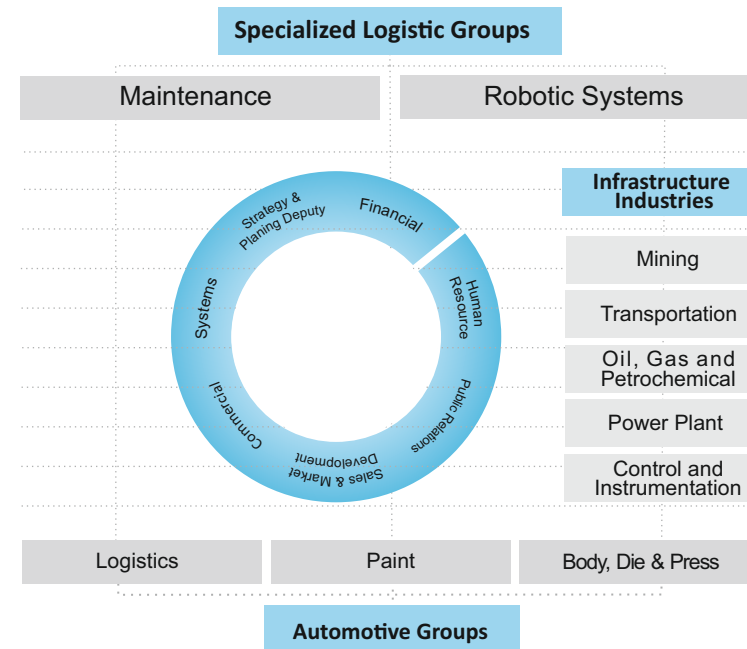 Specialized Logistic Groups
Maintenance
Robotic Systems
Infrastructure
Industries
Strategy &
Planing Deputy
Financial
Systems
Human
Resource
Commercial
Sales & Market
Development
Public Relations
Mining
Transportation
Oil, Gas and
Petrochemical
Power Plant
Control and
Instrumentation
Logistics
Paint
Body, Die & Press
Automotive Groups